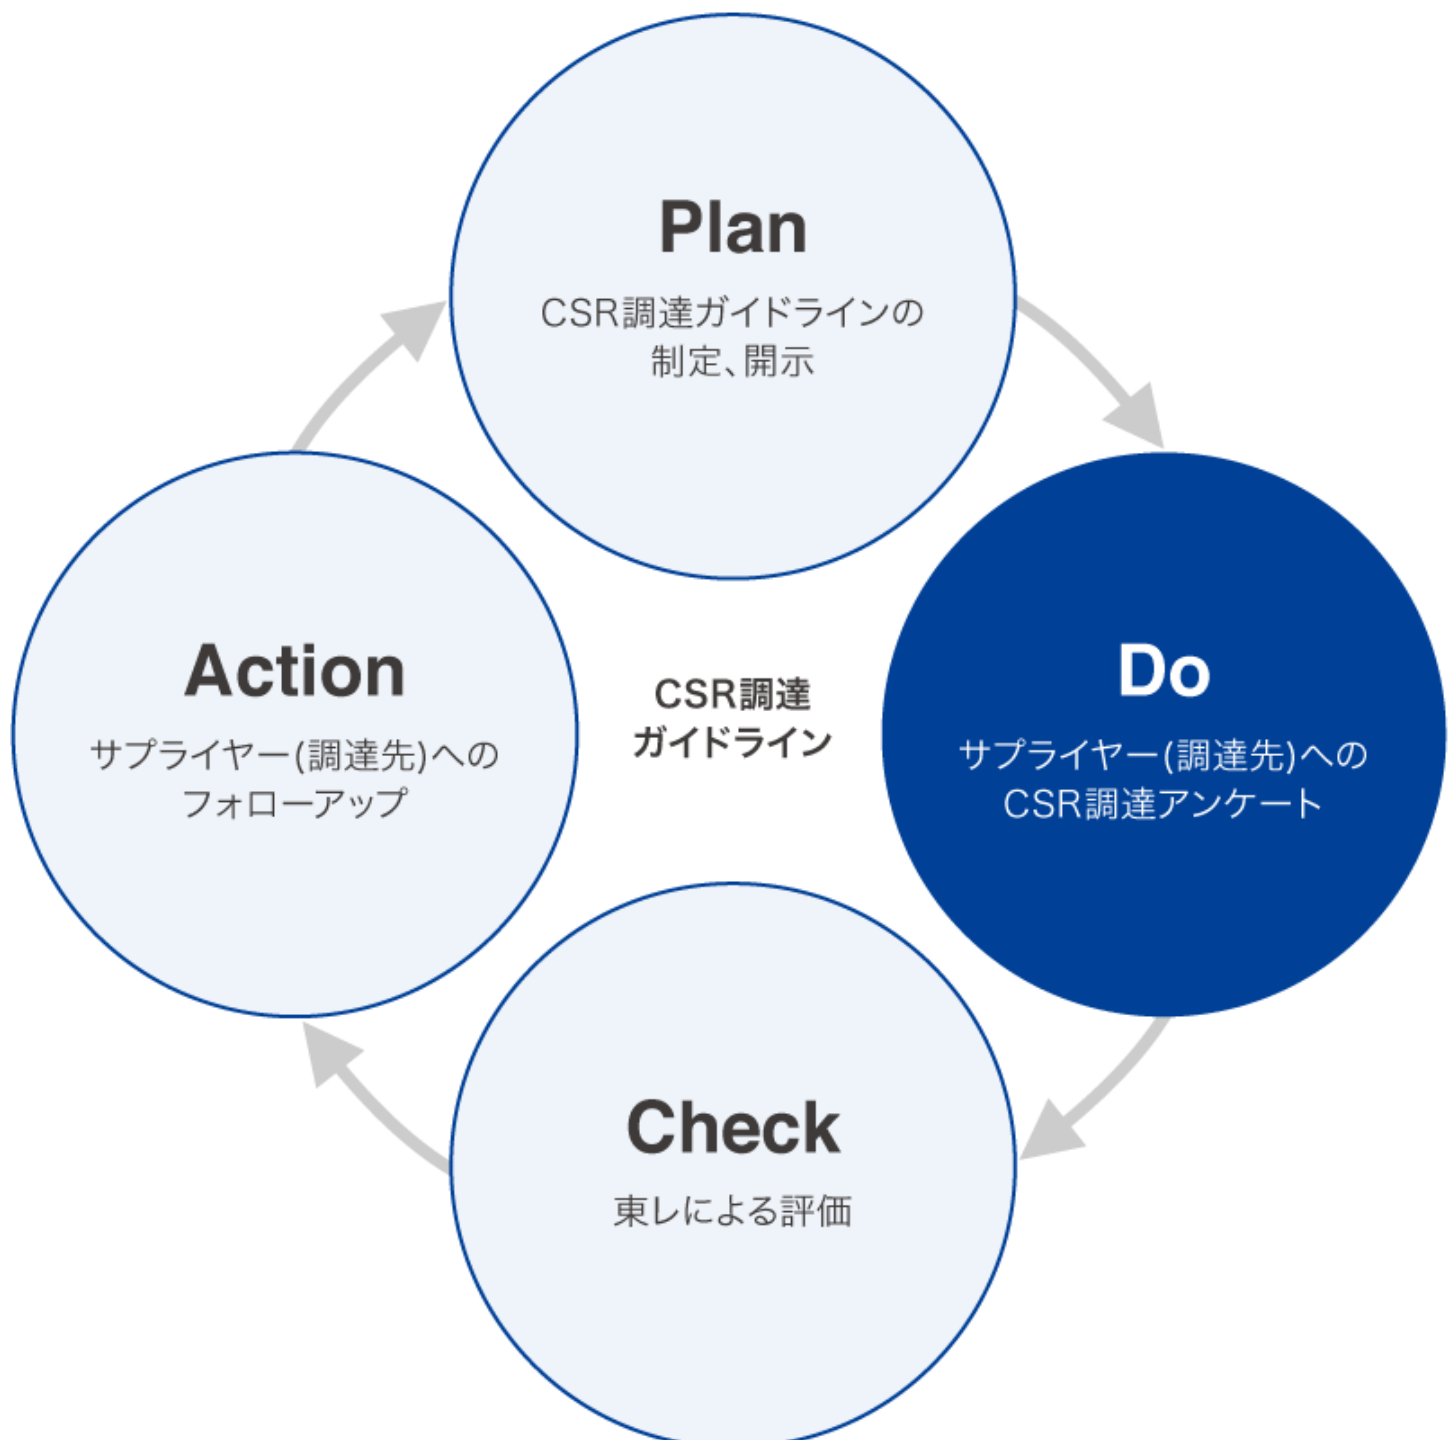 Plan
CSR調達ガイドラインの
制定、開示
Action
サプライヤー(調達先)への
フォローアップ
CSR調達
ガイドライン
Do
サプライヤー(調達先)への
CSR調達アンケート
Check
東レによる評価